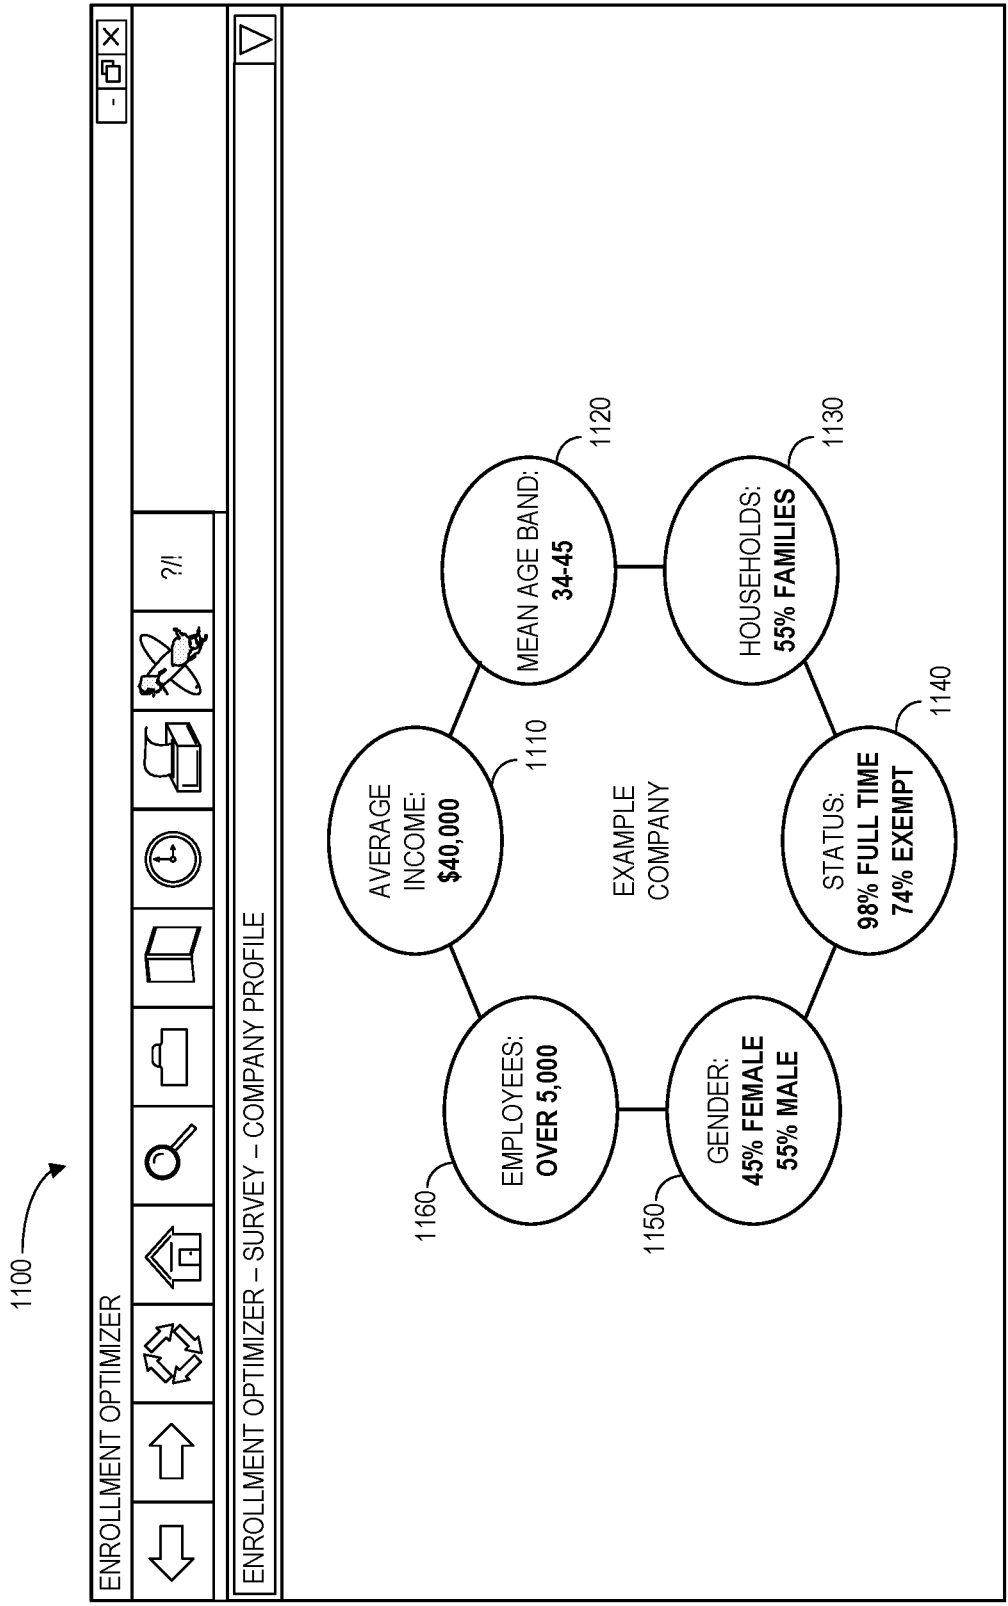 1100
ENROLLMENT OPTIMIZER
- X
?/!
ENROLLMENT OPTIMIZER – SURVEY – COMPANY PROFILE
AVERAGE
INCOME:
$40,000
1110
MEAN AGE BAND:
34-45
1120
HOUSEHOLDS:
55% FAMILIES
1130
STATUS:
98% FULL TIME
74% EXEMPT
1140
GENDER:
45% FEMALE
55% MALE
1150
EMPLOYEES:
OVER 5,000
1160
EXAMPLE
COMPANY